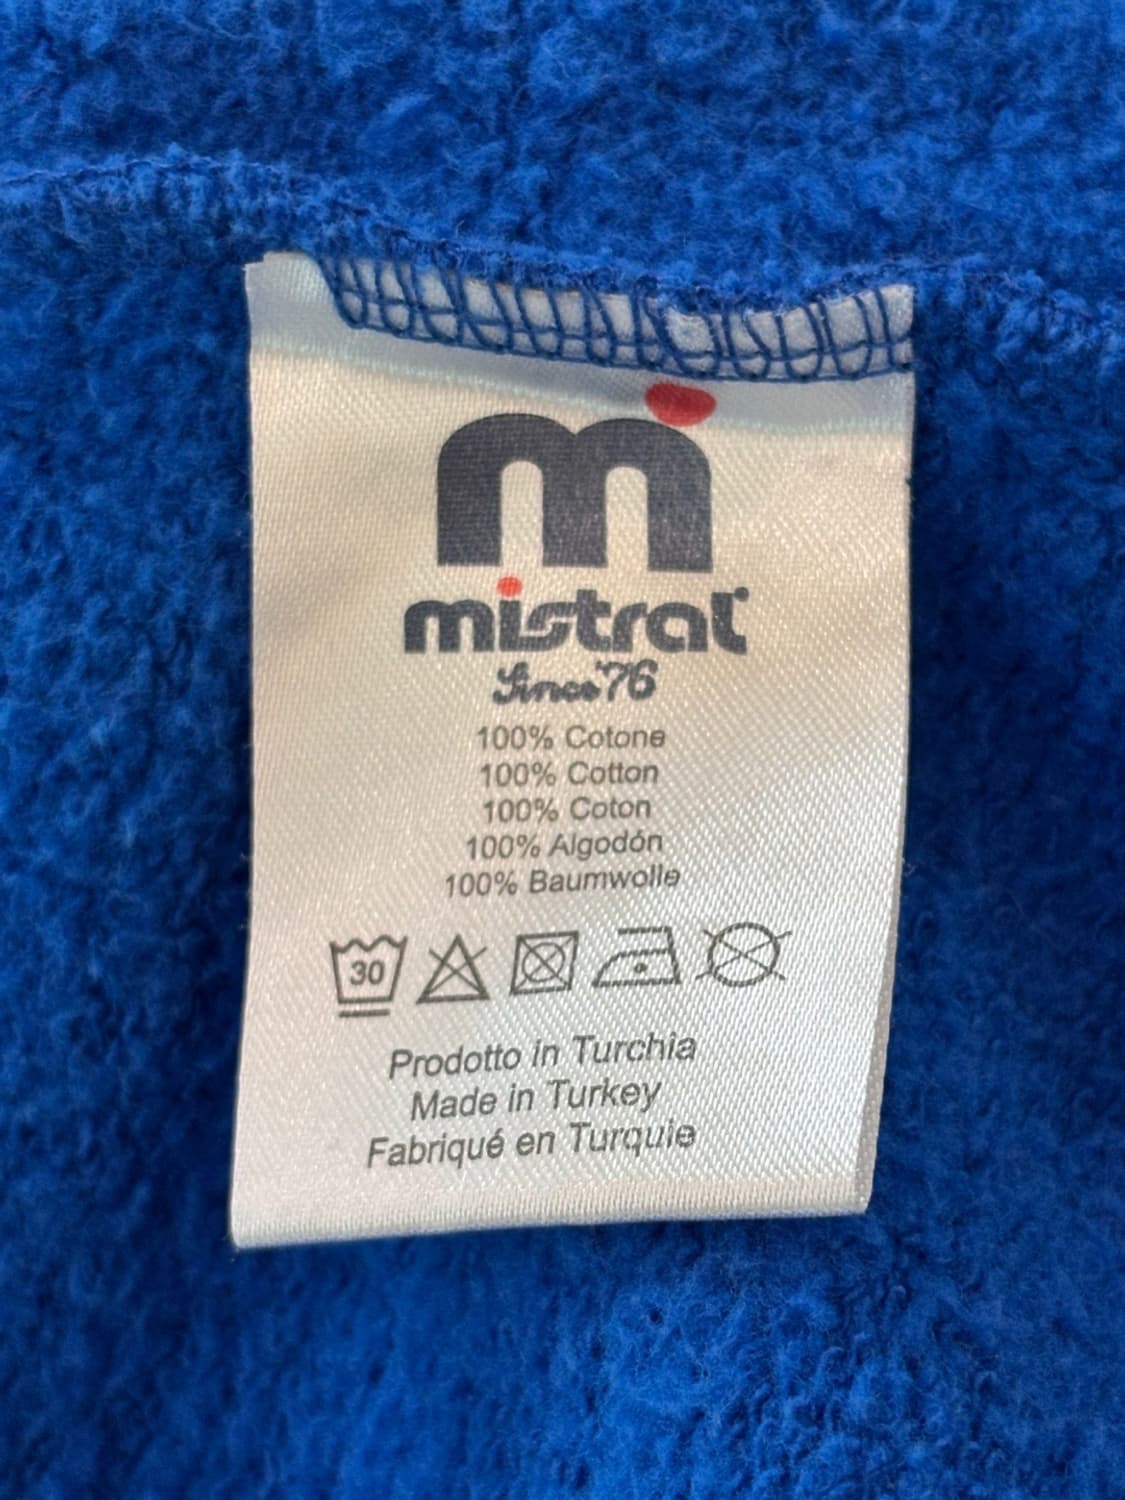 m
mistral
Since '76
100% Cotone
100% Cotton
100% Coton
100% Algodón
100% Baumwolle
30
Prodotto in Turchia
Made in Turkey
Fabriqué en Turquie